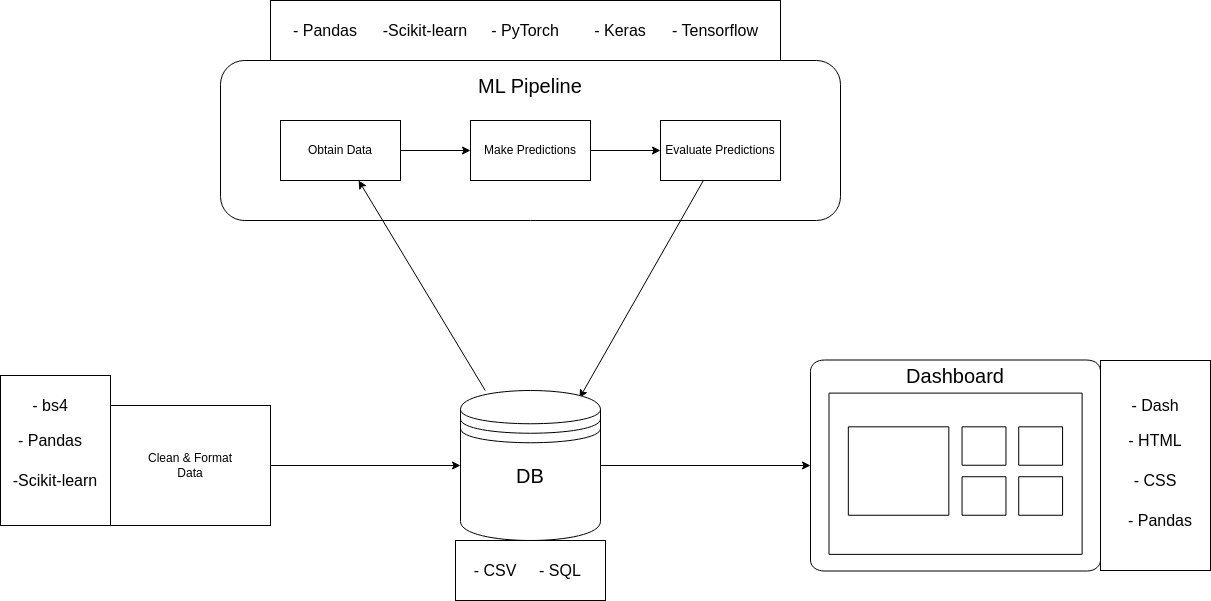 - Pandas -Scikit-learn - PyTorch - Keras - Tensorflow
ML Pipeline
Obtain Data
Make Predictions
Evaluate Predictions
- bs4
- Pandas
-Scikit-learn
Clean & Format
Data
DB
- CSV - SQL
Dashboard
- Dash
- HTML
- CSS
- Pandas